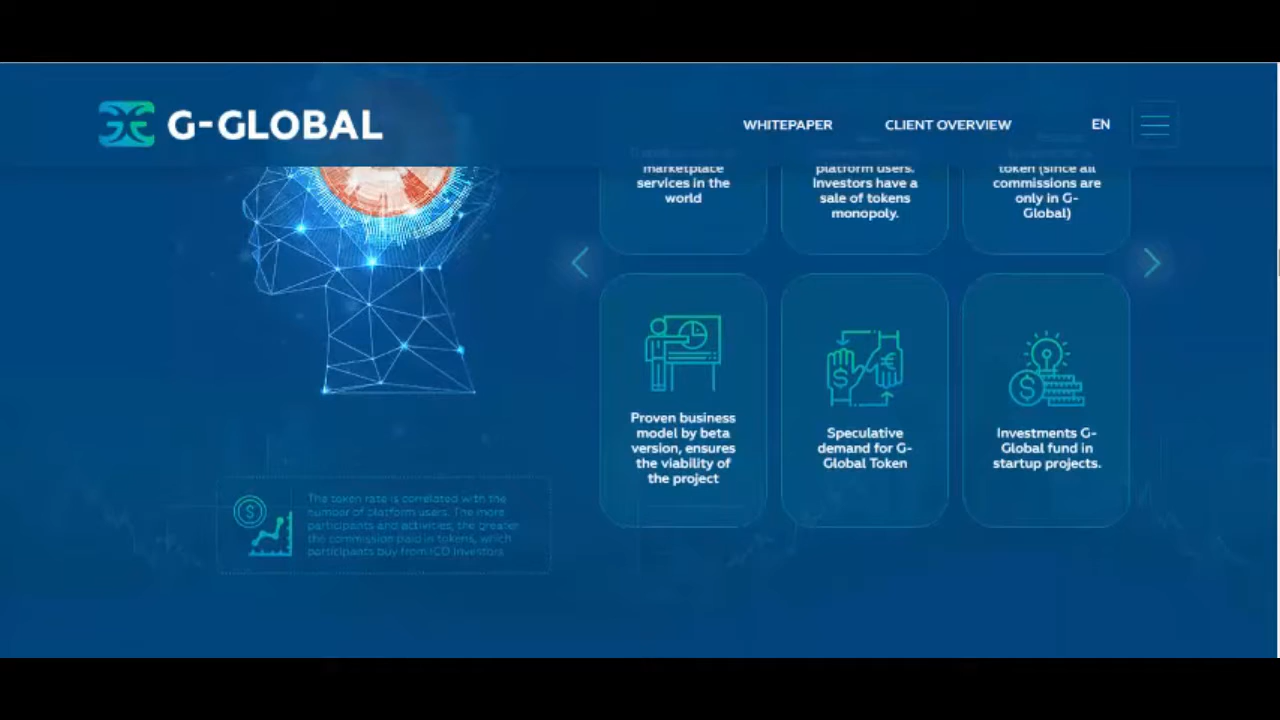 G-GLOBAL
WHITEPAPER
CLIENT OVERVIEW
EN
marketplace
services in the
world
platform users.
Investors have a
sale of tokens
monopoly.
token (since all
commissions are
only in G-
Global)
Proven business
model by beta
version, ensures
the viability of
the project
Speculative
demand for G-
Global Token
Investments G-
Global fund in
startup projects.
The token rate is correlated with the
number of platform users. The more
participants and activities, the greater
the commission paid in tokens, which
participants buy from ICO Investors